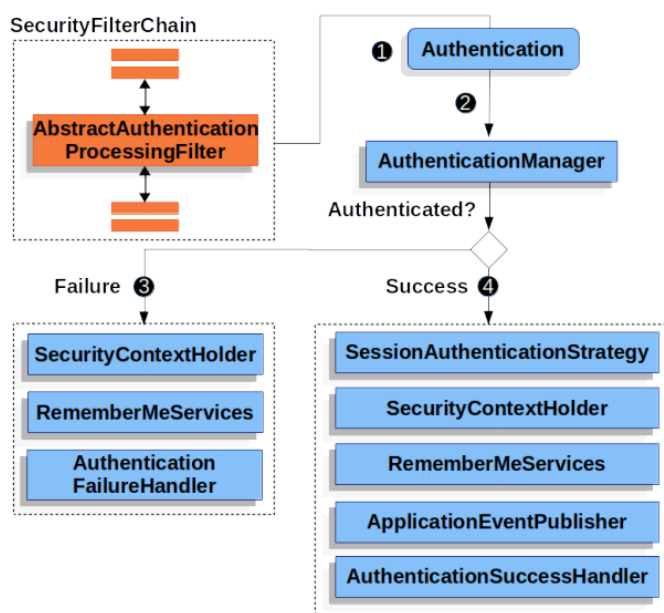 SecurityFilterChain
AbstractAuthentication
ProcessingFilter
1
Authentication
2
AuthenticationManager
Authenticated?
Failure 3
Success 4
SecurityContextHolder
RememberMeServices
Authentication
FailureHandler
SessionAuthenticationStrategy
SecurityContextHolder
RememberMeServices
ApplicationEventPublisher
AuthenticationSuccessHandler